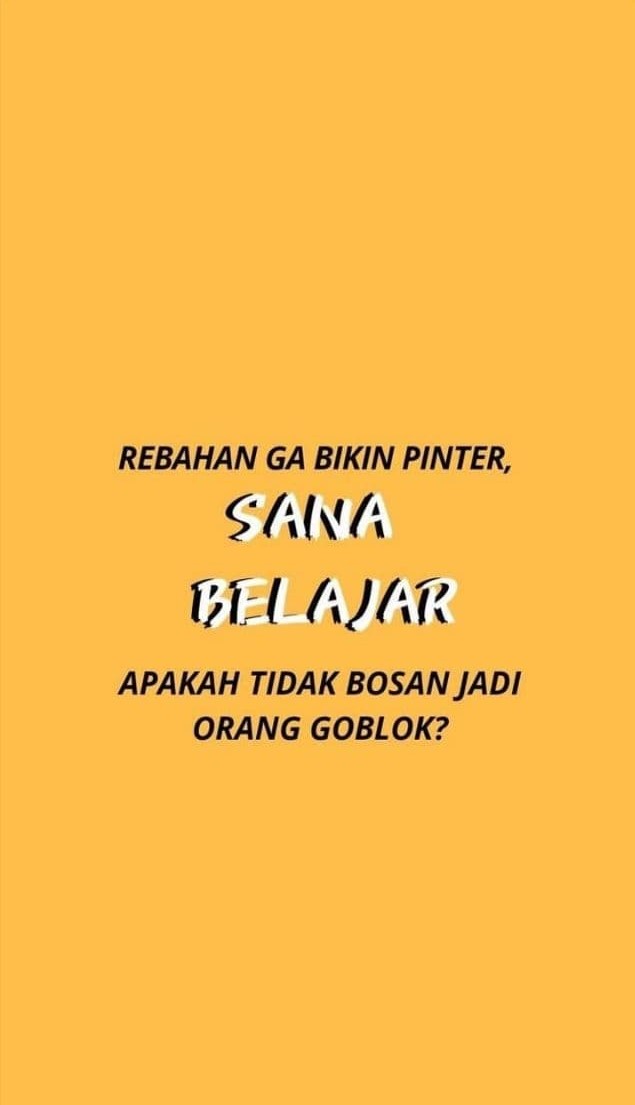 REBAHAN GA BIKIN PINTER,
SANA
BELAJAR
APAKAH TIDAK BOSAN JADI
ORANG GOBLOK?